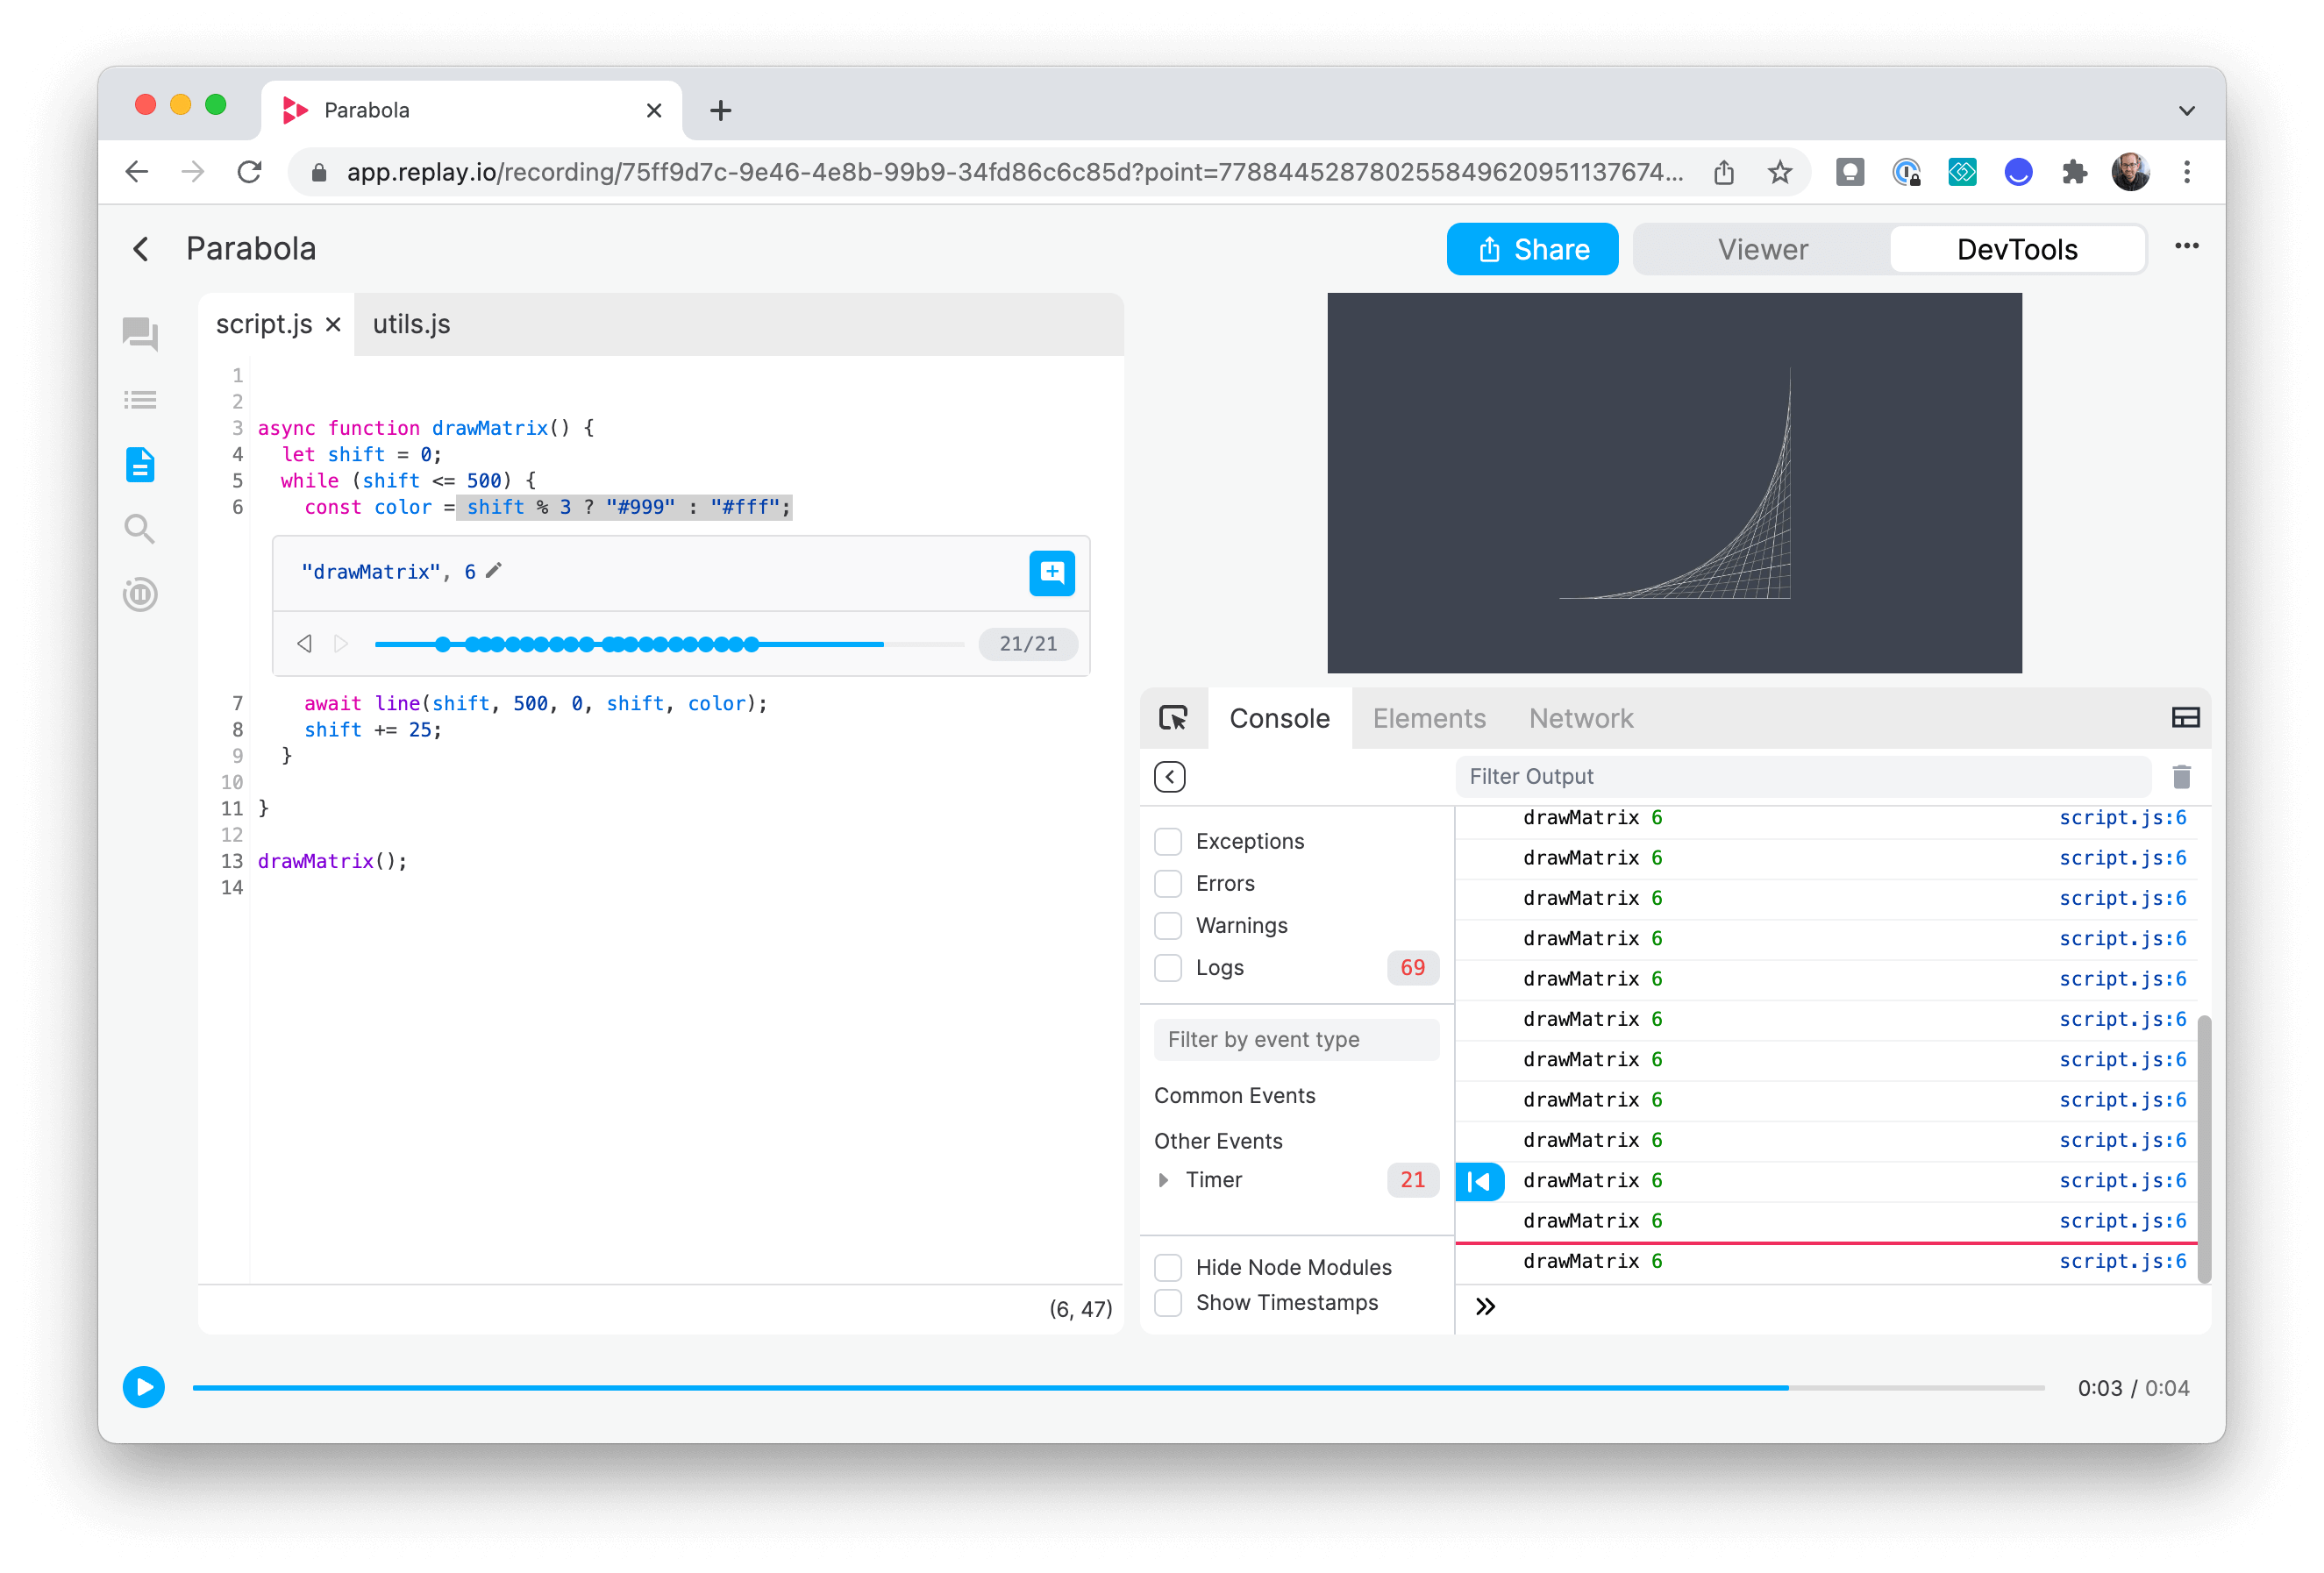 Parabola
app.replay.io/recording/75ff9d7c-9e46-4e8b-99b9-34fd86c6c85d?point=77884452878025584962095113767​4...
Parabola
Share
Viewer
DevTools
script.js
utils.js
1
2
3 async function drawMatrix() {
4 let shift = 0;
5 while (shift <= 500) {
6 const color = shift % 3 ? "#999" : "#fff";
"drawMatrix", 6
21/21
7 await line(shift, 500, 0, shift, color);
8 shift += 25;
9 }
10
11 }
12
13 drawMatrix();
14
(6, 47)
Console
Elements
Network
Filter Output
Exceptions
Errors
Warnings
Logs 69
Filter by event type
Common Events
Other Events
Timer 21
Hide Node Modules
Show Timestamps
drawMatrix 6 script.js:6
drawMatrix 6 script.js:6
drawMatrix 6 script.js:6
drawMatrix 6 script.js:6
drawMatrix 6 script.js:6
drawMatrix 6 script.js:6
drawMatrix 6 script.js:6
drawMatrix 6 script.js:6
drawMatrix 6 script.js:6
drawMatrix 6 script.js:6
drawMatrix 6 script.js:6
drawMatrix 6 script.js:6
0:03 / 0:04